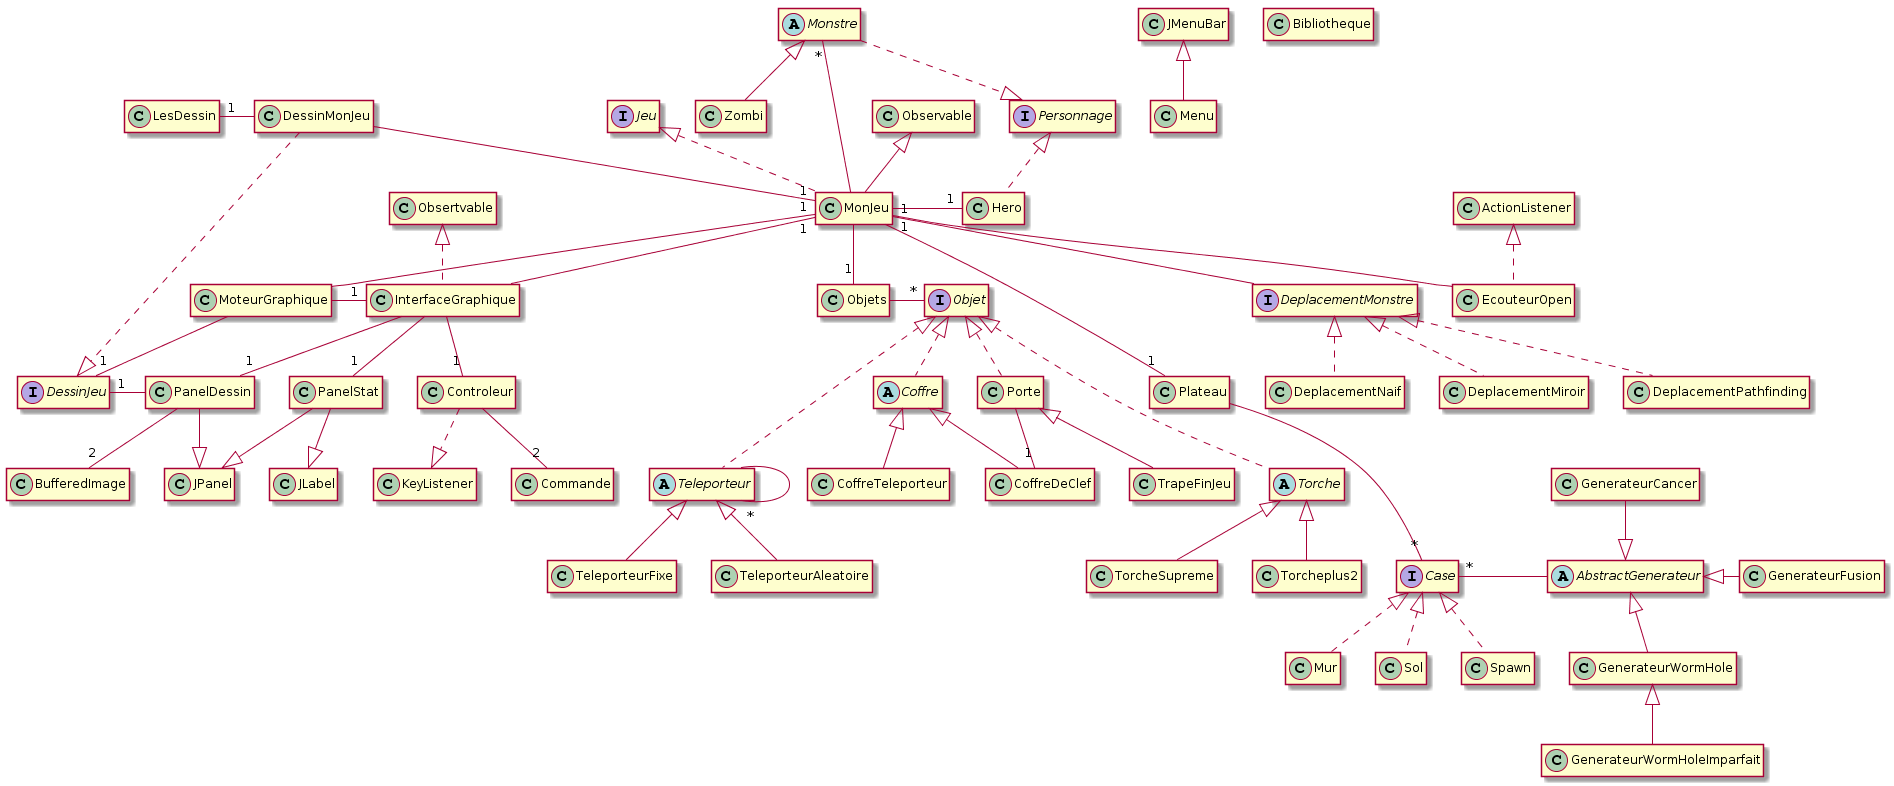 A Monstre
C JMenuBar
C Bibliotheque
*
C LesDessin
1
C DessinMonJeu
I Jeu
C Zombi
C Observable
I Personnage
C Menu
C Obsertvable
1
1
1
C MonJeu
1
1
1
C Hero
C ActionListener
C MoteurGraphique
1
C InterfaceGraphique
1
C Objets
*
I Objet
I DeplacementMonstre
C EcouteurOpen
1
1
1
1
1
I DessinJeu
1
C PanelDessin
C PanelStat
C Controleur
A Coffre
C Porte
C Plateau
C DeplacementNaif
C DeplacementMiroir
C DeplacementPathfinding
2
2
1
C BufferedImage
C JPanel
C JLabel
C KeyListener
C Commande
A Teleporteur
C CoffreTeleporteur
C CoffreDeClef
C TrapeFinJeu
A Torche
C GenerateurCancer
*
*
C TeleporteurFixe
C TeleporteurAleatoire
C TorcheSupreme
C Torcheplus2
I Case
*
A AbstractGenerateur
C GenerateurFusion
C Mur
C Sol
C Spawn
C GenerateurWormHole
C GenerateurWormHoleImparfait